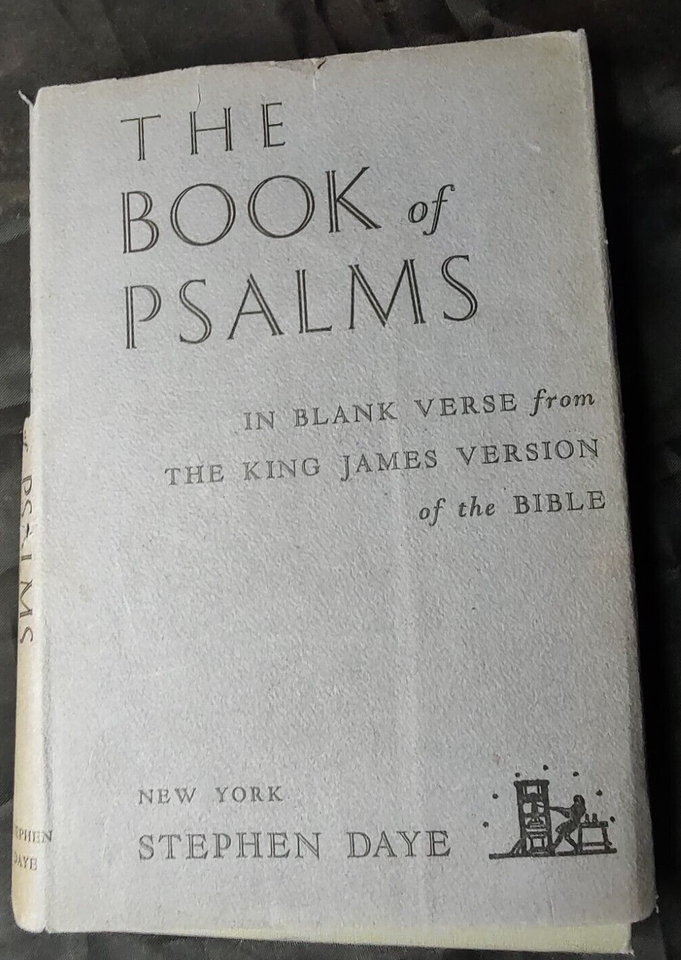 THE
BOOK of
PSALMS
IN BLANK VERSE from
THE KING JAMES VERSION
of the BIBLE
NEW YORK
STEPHEN DAYE
PSALMS
DAYE